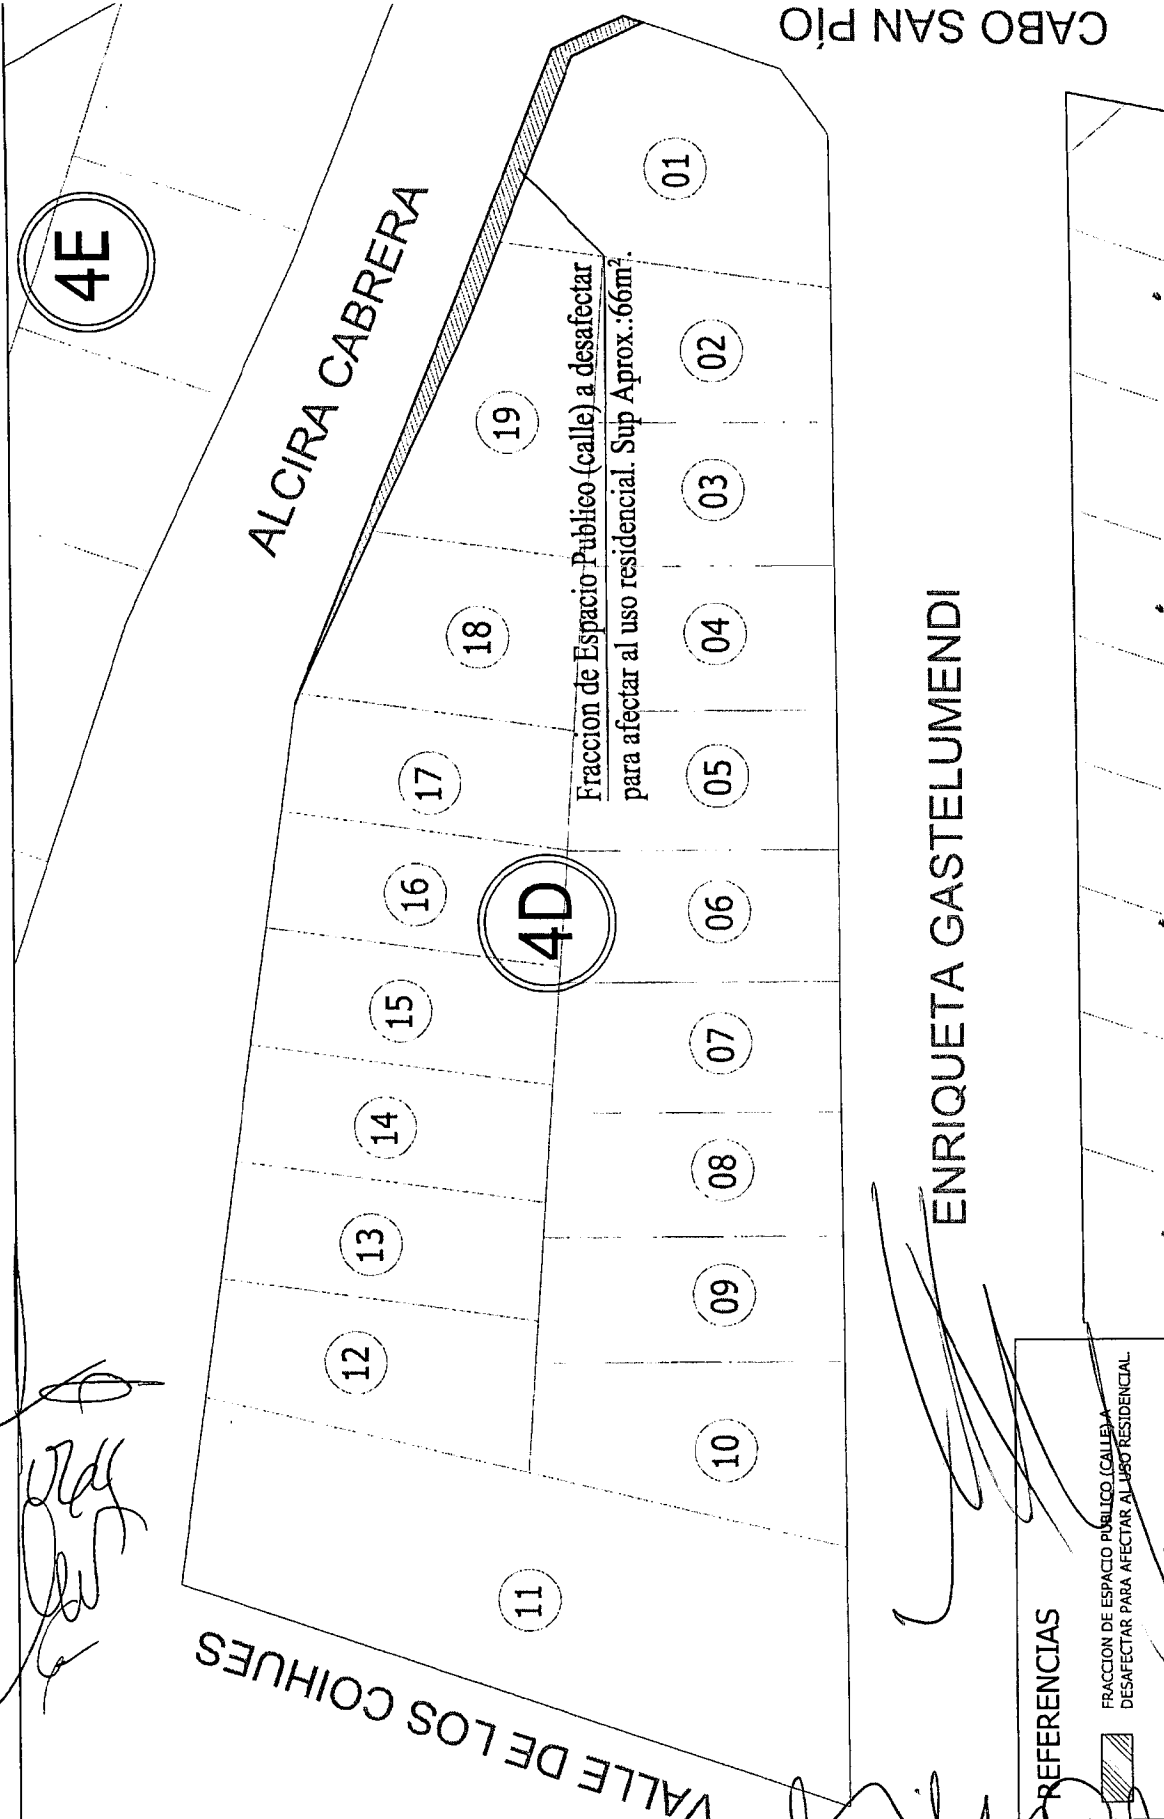 CABO SAN PÍO
4E
ALCIRA CABRERA
01
02
03
04
05
06
07
08
09
10
11
12
13
14
15
16
17
18
19
Fraccion de Espacio Publico (calle) a desafectar
para afectar al uso residencial. Sup Aprox.:66m².
4D
ENRIQUETA GASTELUMENDI
VALLE DE LOS COIHUES
REFERENCIAS
FRACCION DE ESPACIO PUBLICO (CALLE) A
DESAFECTAR PARA AFECTAR AL USO RESIDENCIAL.